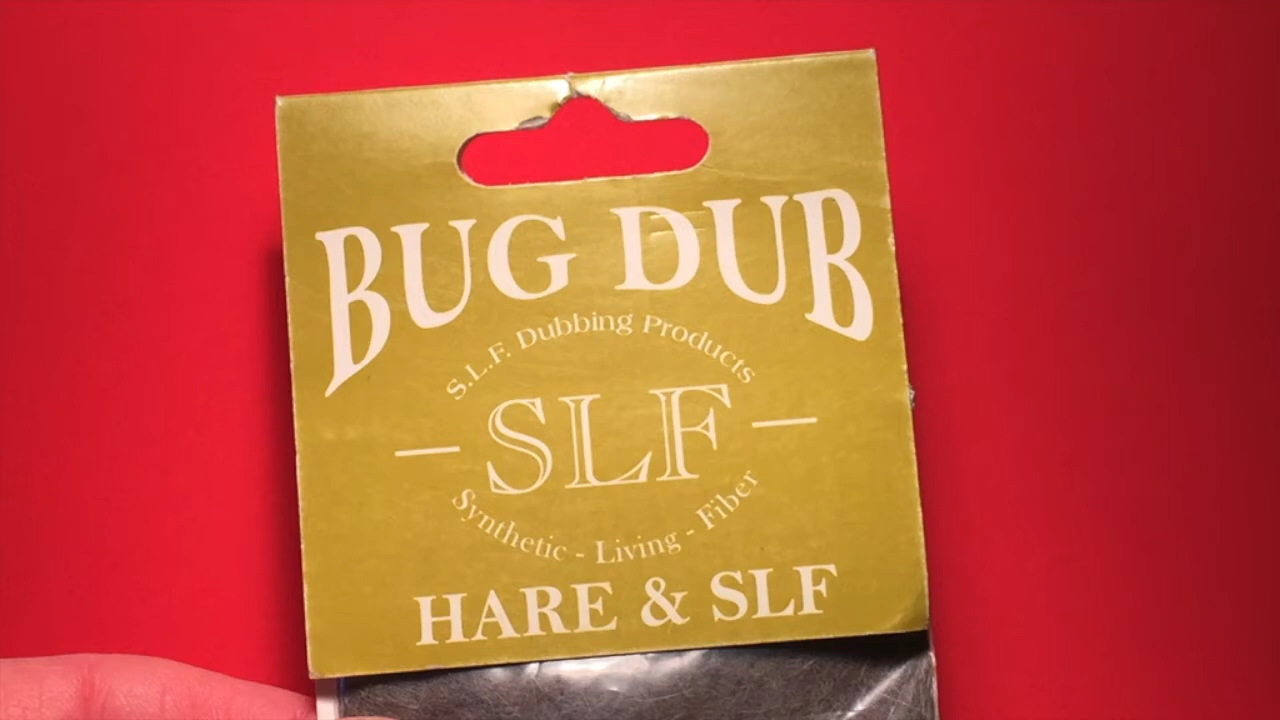 BUG DUB
S.L.F. Dubbing Products
SLF
Synthetic - Living - Fiber
HARE & SLF